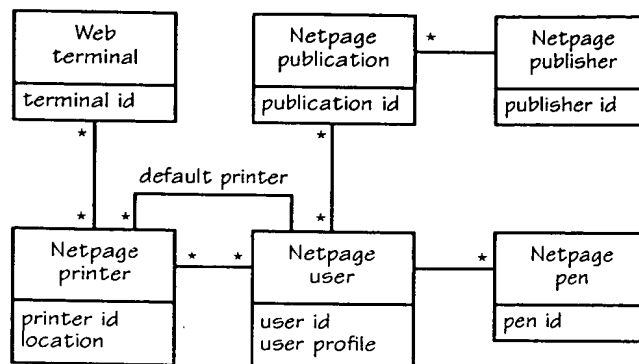 Web
terminal
terminal id
Netpage
publication
publication id
Netpage
publisher
publisher id
*
*
*
*
*
default printer
*
Netpage
printer
printer id
location
*
*
Netpage
user
user id
user profile
*
Netpage
pen
pen id